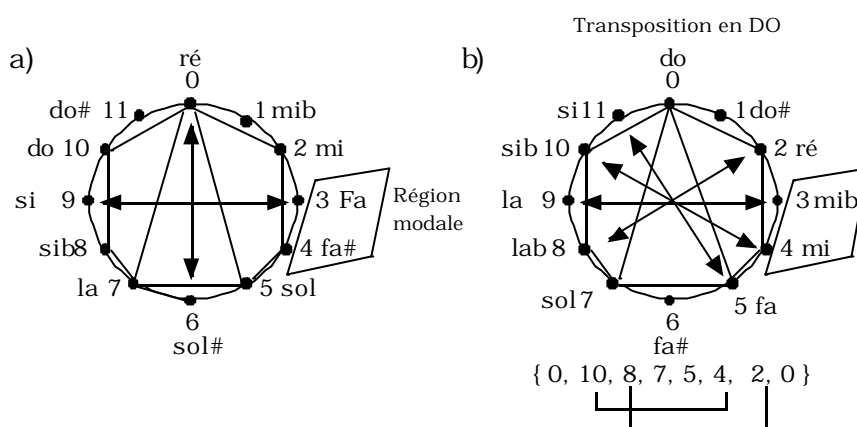 a)
ré
0
do# 11
1 mib
do 10
2 mi
si 9
3 Fa
Région
modale
sib8
4 fa#
la 7
5 sol
6
sol#
b)
Transposition en DO
do
0
si11
1 do#
sib 10
2 ré
la 9
3 mib
lab 8
4 mi
sol 7
5 fa
6
fa#
{ 0, 10, 8, 7, 5, 4, 2, 0 }